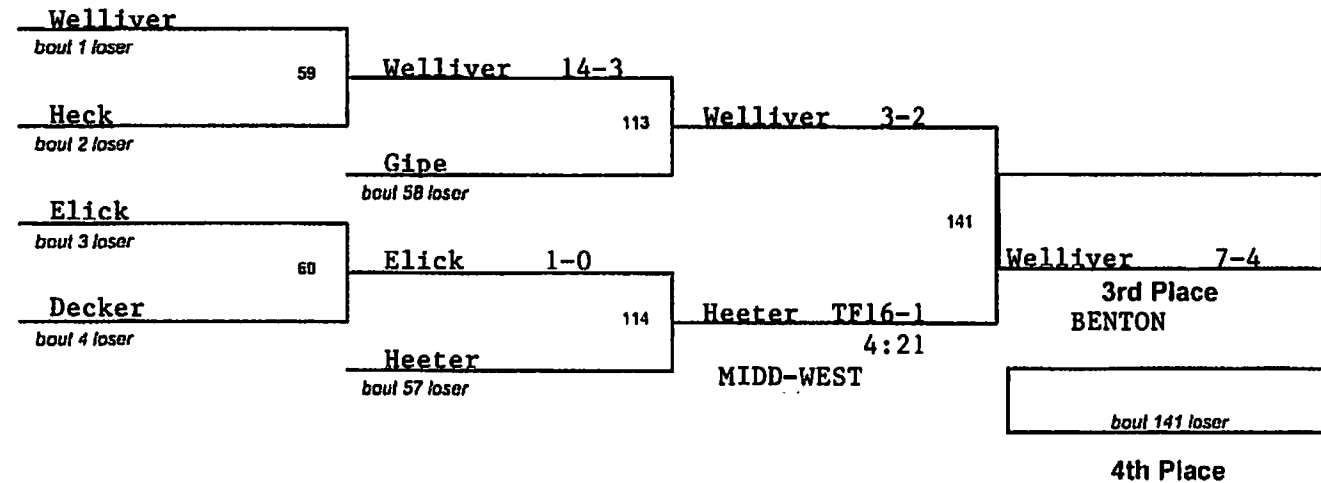 Welliver
bout 1 loser
59
Welliver 14-3
Heck
bout 2 loser
113
Welliver 3-2
Gipe
bout 58 loser
Elick
bout 3 loser
141
60
Elick 1-0
Welliver 7-4
3rd Place
BENTON
Decker
bout 4 loser
114
Heeter TF16-1
4:21
Heeter
bout 57 loser
MIDD-WEST
bout 141 loser
4th Place